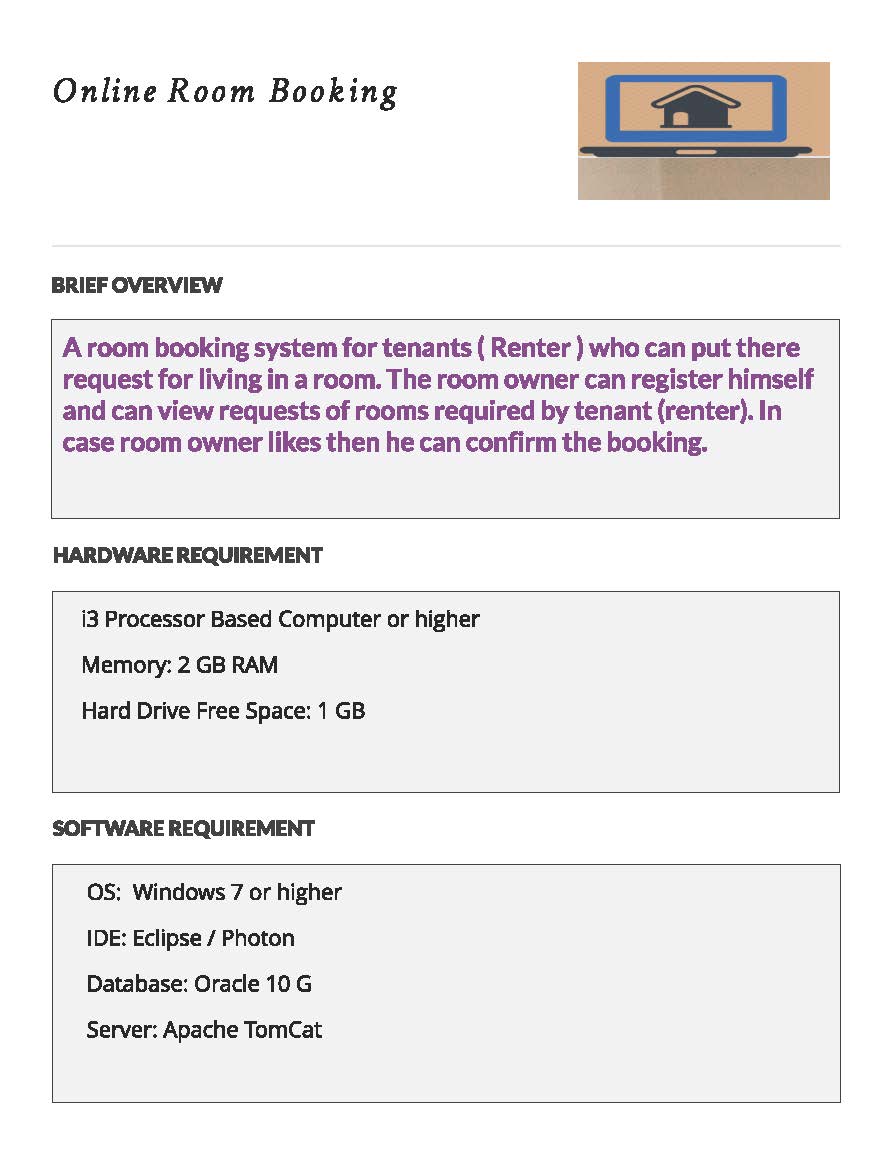 Online Room Booking
BRIEF OVERVIEW
A room booking system for tenants ( Renter ) who can put there
request for living in a room. The room owner can register himself
and can view requests of rooms required by tenant (renter). In
case room owner likes then he can confirm the booking.
HARDWARE REQUIREMENT
i3 Processor Based Computer or higher
Memory: 2 GB RAM
Hard Drive Free Space: 1 GB
SOFTWARE REQUIREMENT
OS:  Windows 7 or higher
IDE: Eclipse / Photon
Database: Oracle 10 G
Server: Apache TomCat